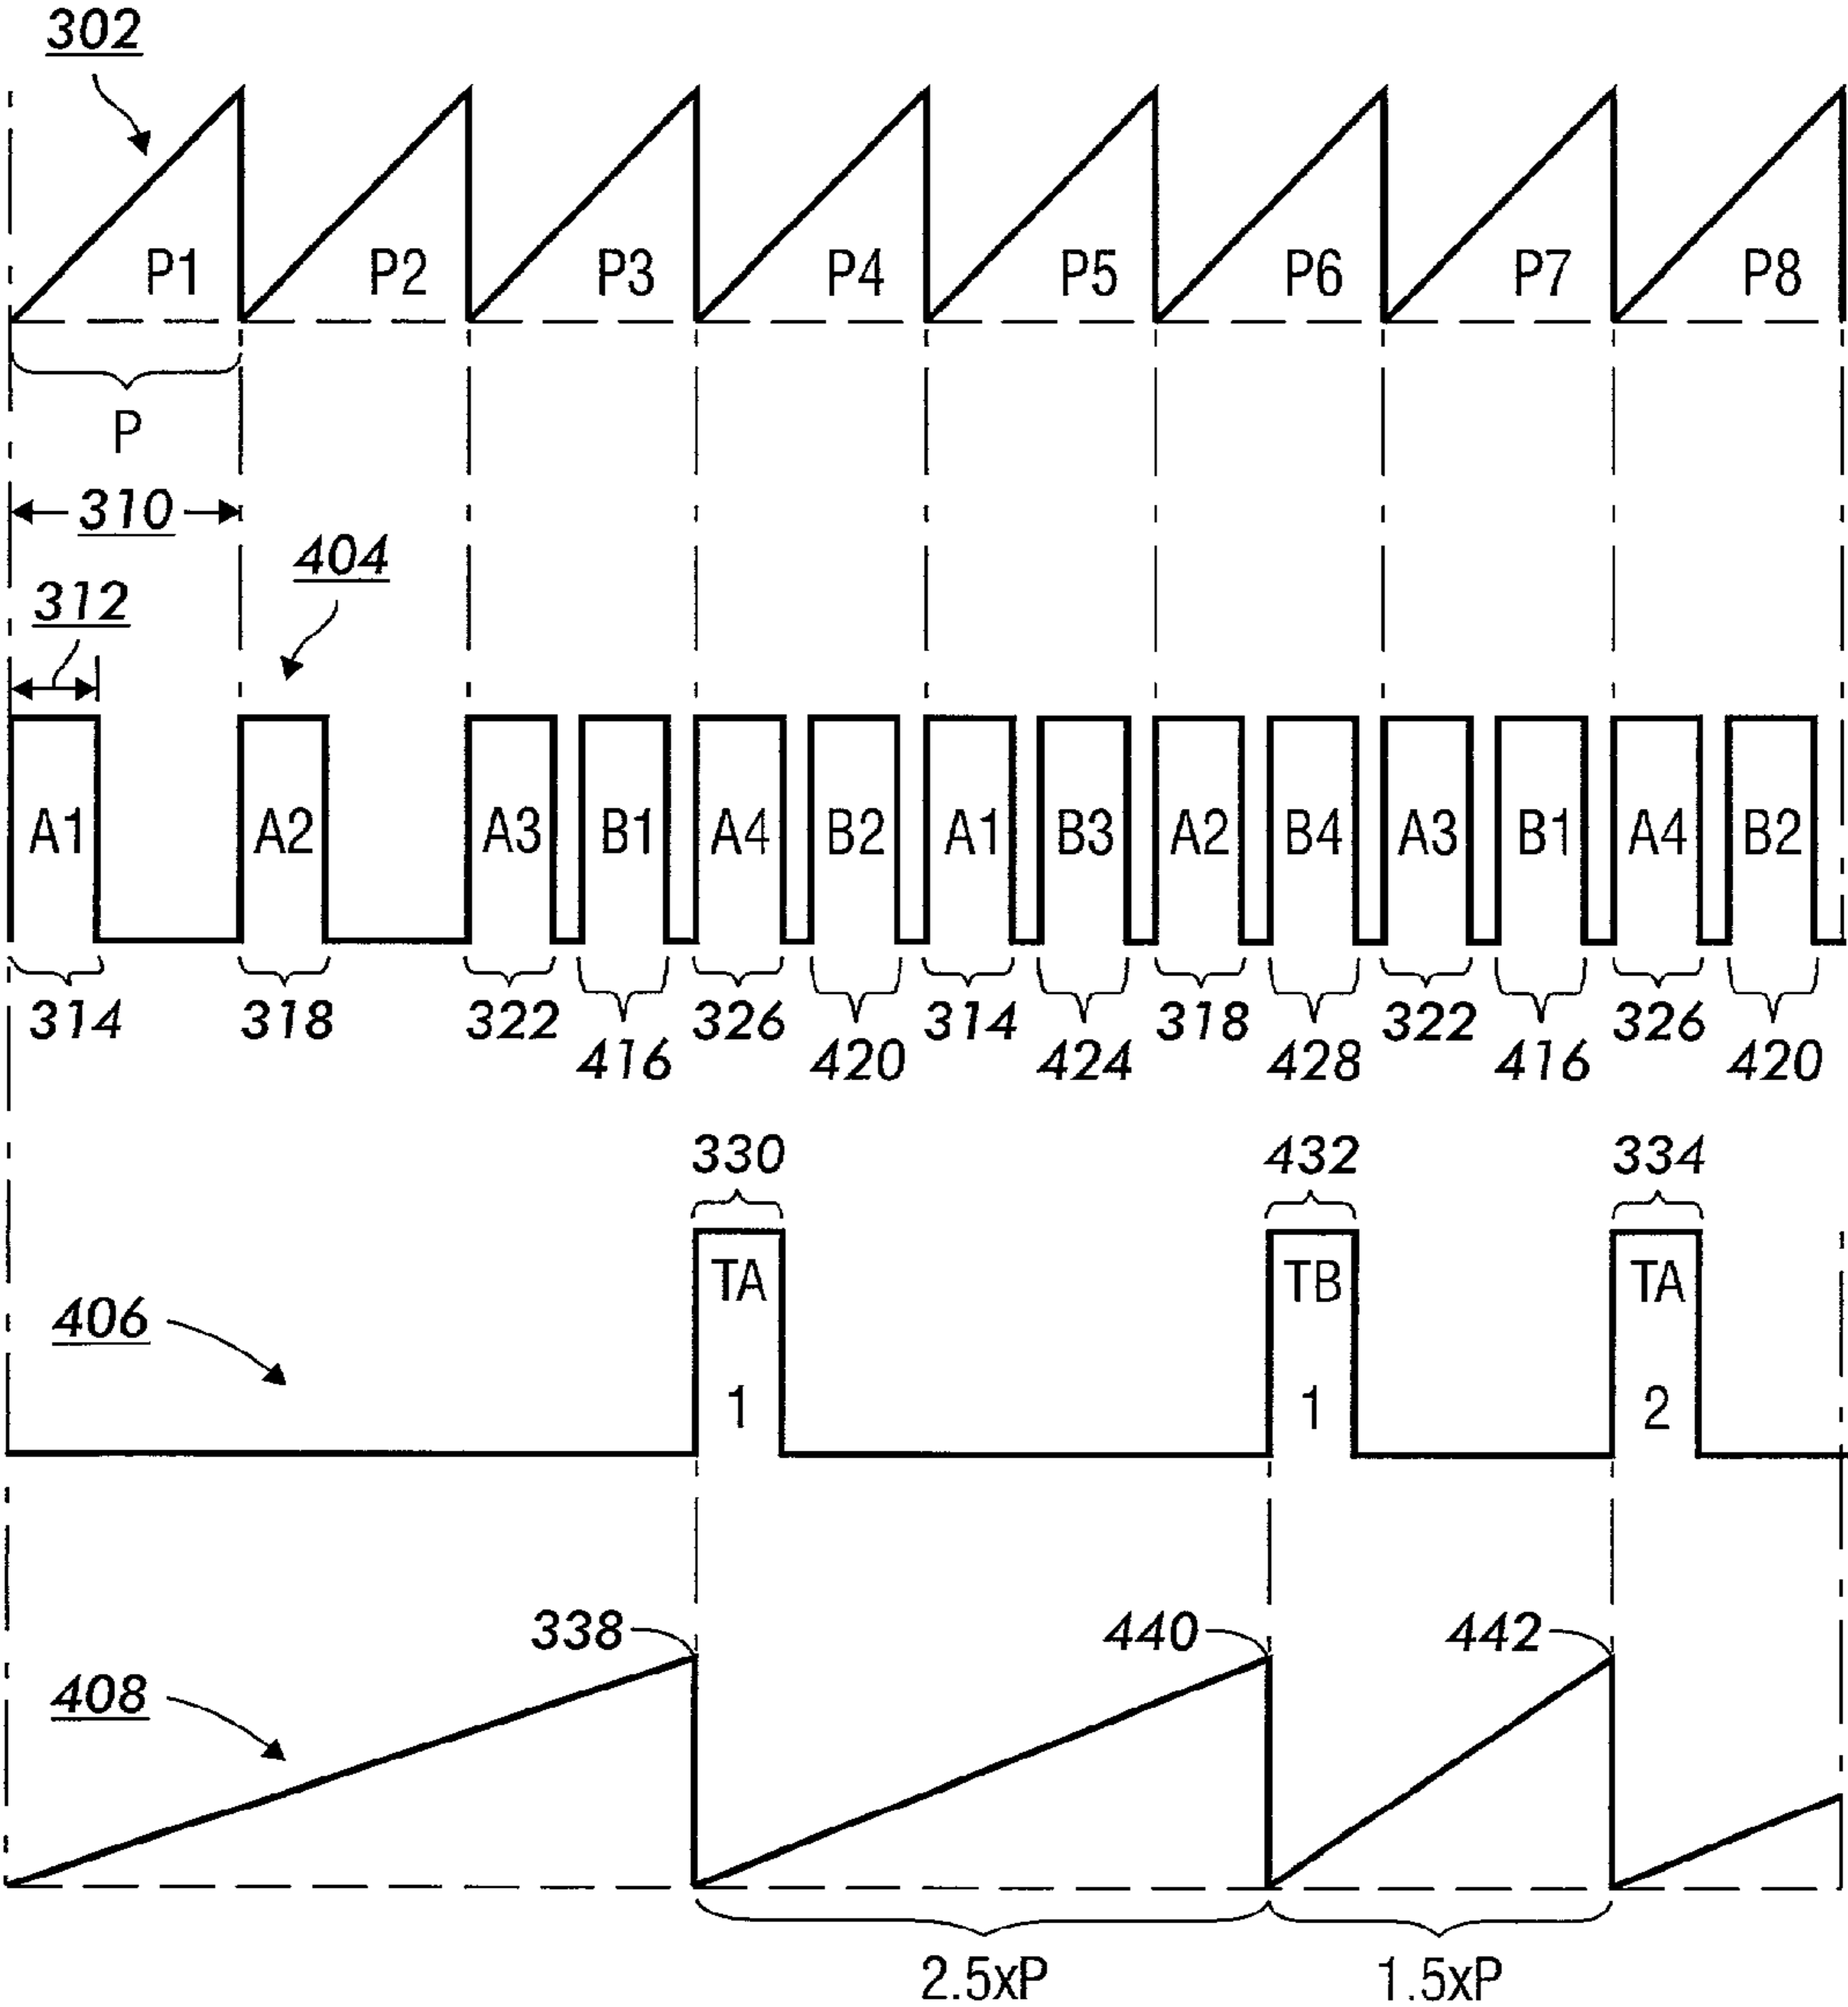 302
P1 P2 P3 P4 P5 P6 P7 P8
P
310
404
312
A1 A2 A3 B1 A4 B2 A1 B3 A2 B4 A3 B1 A4 B2
314 318 322 326 314 318 322 326
416 420 424 428 416 420
330 432 334
TA TB TA
406
1 1 2
338 440 442
408
2.5xP 1.5xP